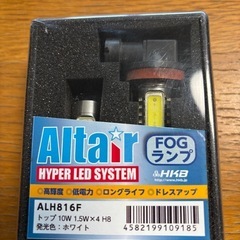 Altair
HYPER LED SYSTEM
FOG
ランプ
HKB
○高輝度 ○低電力 ○ロングライフ ○ドレスアップ
ALH816F
トップ 10W 1.5W×4 H8
発光色：ホワイト
4582199109185